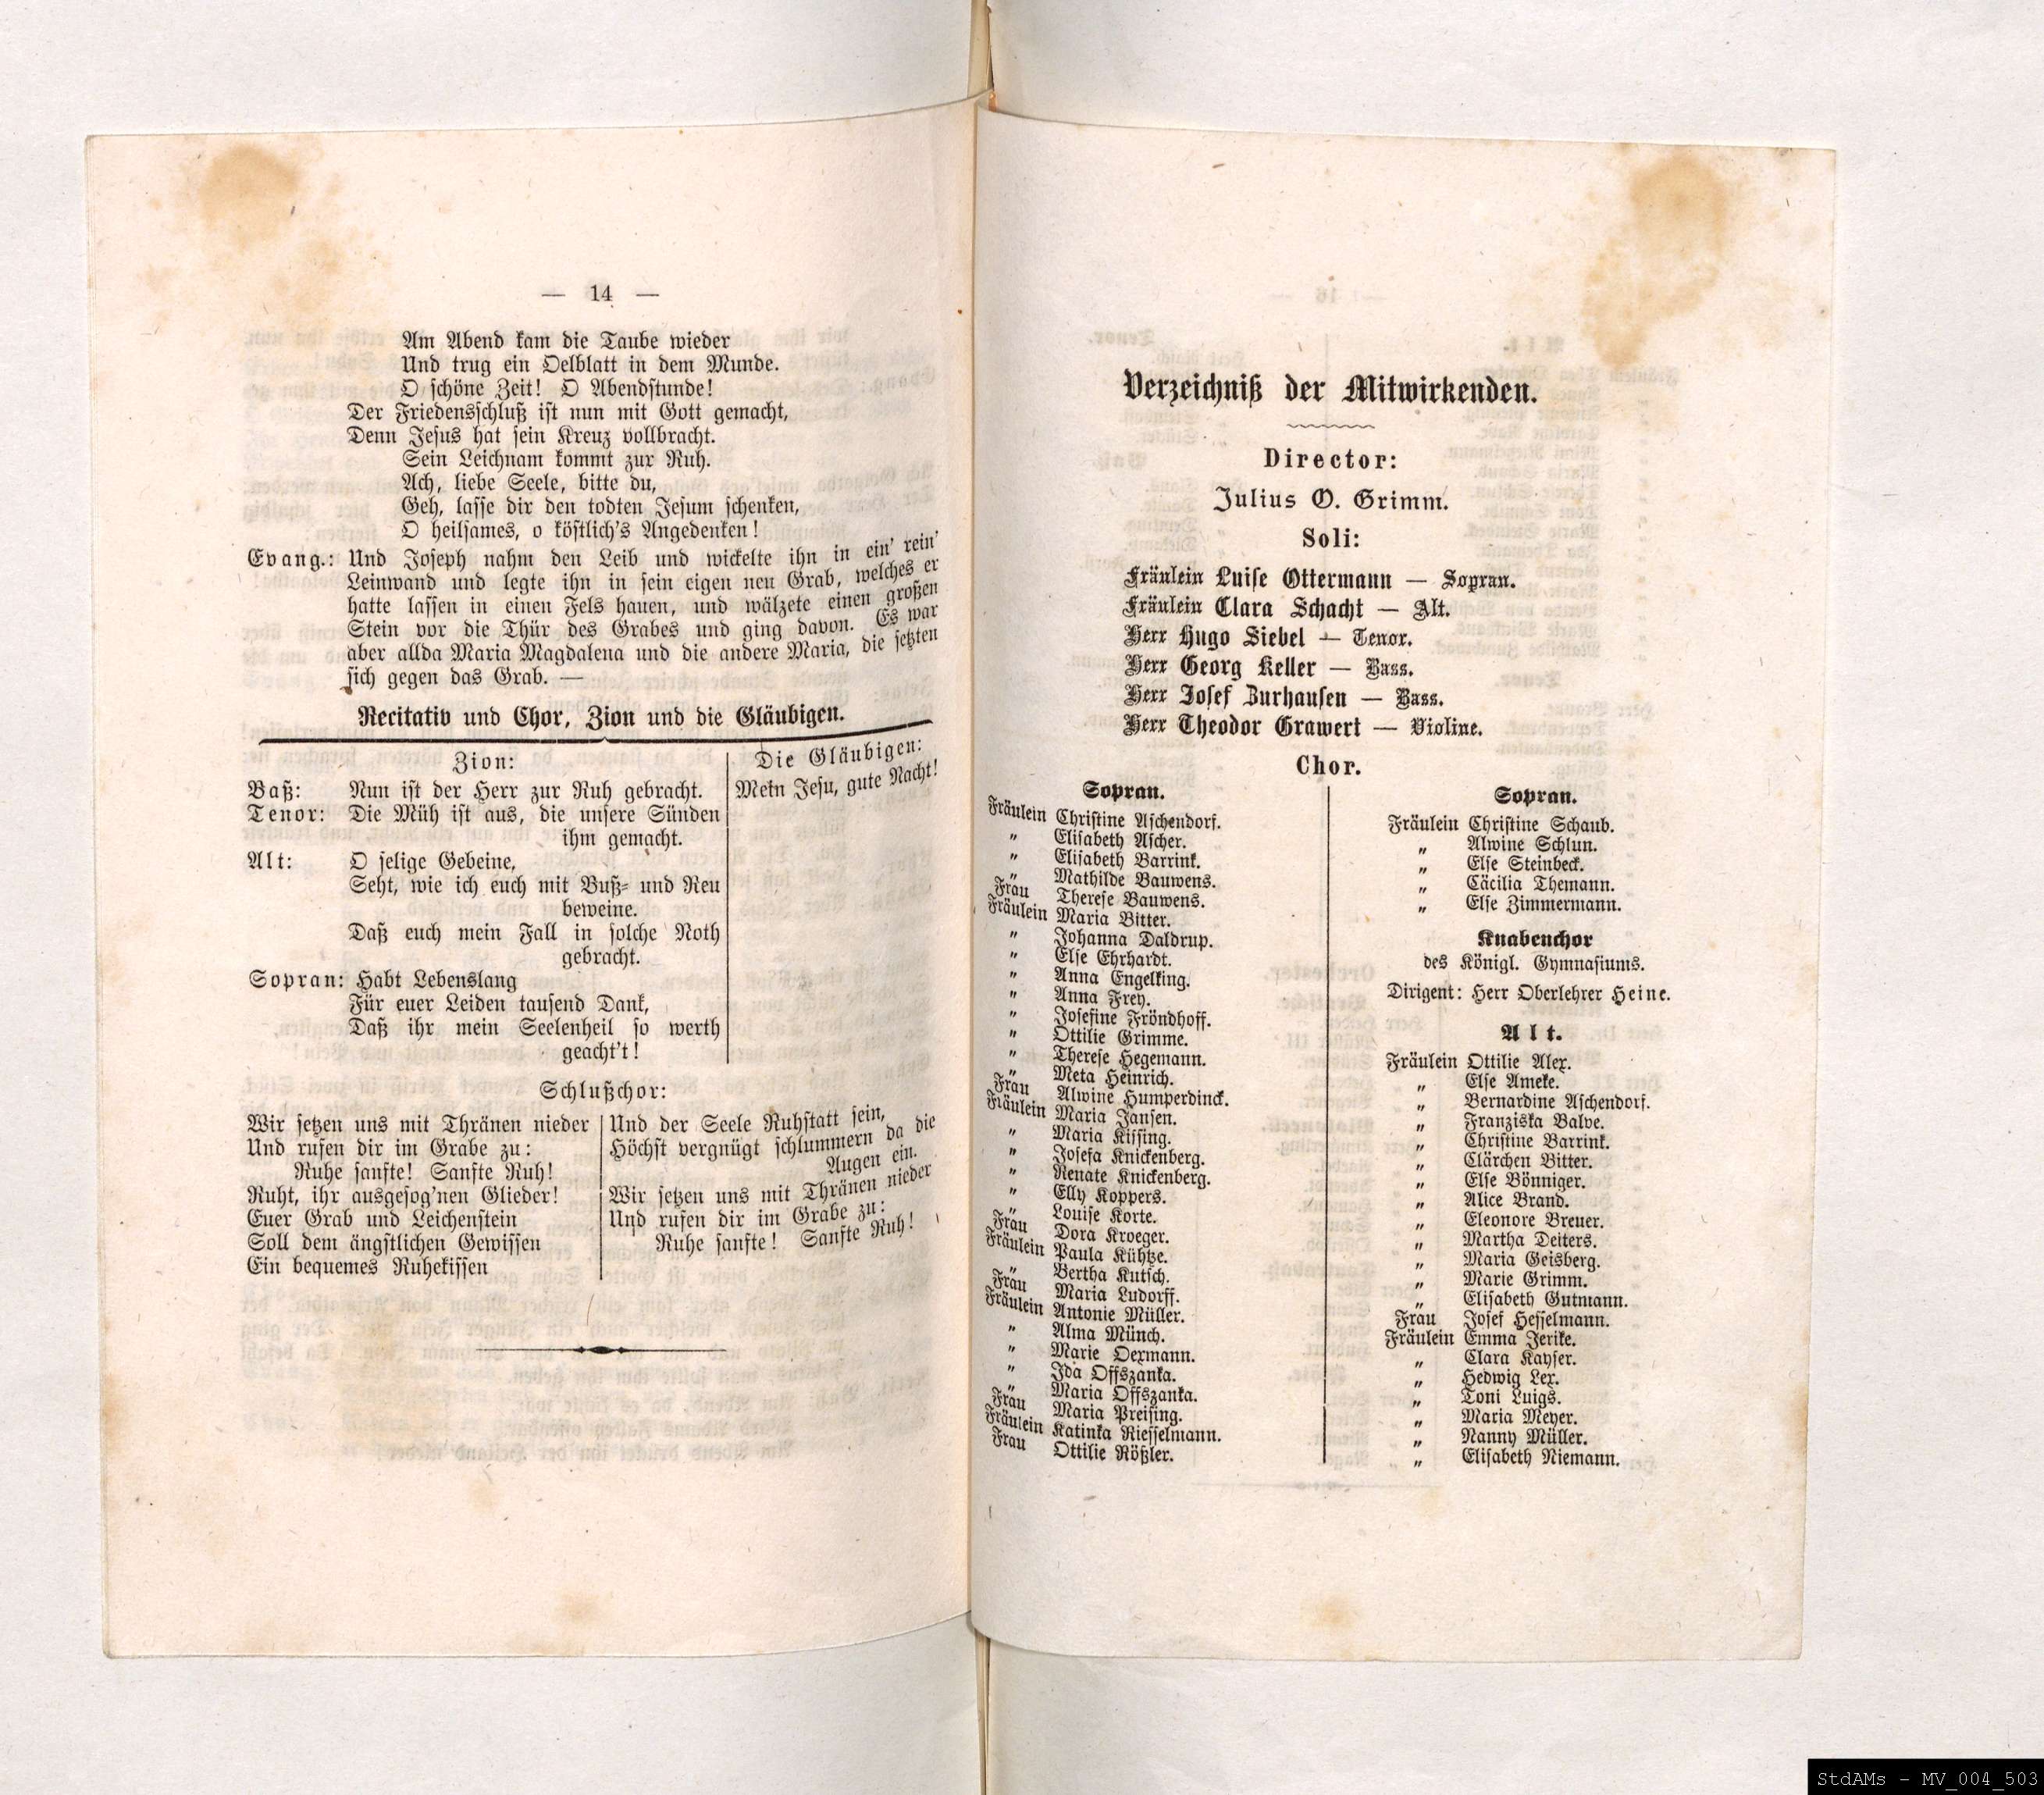 — 14 —
Am Abend kam die Taube wieder
Und trug ein Oelblatt in dem Munde.
O schöne Zeit! O Abendstunde!
Der Friedensschluß ist nun mit Gott gemacht,
Denn Jesus hat sein Kreuz vollbracht.
Sein Leichnam kommt zur Ruh.
Ach, liebe Seele, bitte du,
Geh, lasse dir den todten Jesum schenken,
O heilsames, o köstlich's Angedenken!
Evang.: Und Joseph nahm den Leib und wickelte ihn in ein' rein'
Leinwand und legte ihn in sein eigen neu Grab, welches er
hatte lassen in einen Fels hauen, und wälzete einen großen
Stein vor die Thür des Grabes und ging davon. Es war
aber allda Maria Magdalena und die andere Maria, die setzten
sich gegen das Grab. —
Recitativ und Chor, Zion und die Gläubigen.
Zion:
Baß: Nun ist der Herr zur Ruh gebracht.
Tenor: Die Müh ist aus, die unsere Sünden
ihm gemacht.
Alt: O selige Gebeine,
Seht, wie ich euch mit Buß- und Reu
beweine.
Daß euch mein Fall in solche Noth
gebracht.
Sopran: Habt Lebenslang
Für euer Leiden tausend Dank,
Daß ihr mein Seelenheil so werth
geacht't!
Die Gläubigen:
Mein Jesu, gute Nacht!
Schlußchor:
Wir setzen uns mit Thränen nieder
Und rufen dir im Grabe zu:
Ruhe sanfte! Sanfte Ruh!
Ruht, ihr ausgesog'nen Glieder!
Euer Grab und Leichenstein
Soll dem ängstlichen Gewissen
Ein bequemes Ruhekissen
Und der Seele Ruhstatt sein,
Höchst vergnügt schlummern da die
Augen ein.
Wir setzen uns mit Thränen nieder
Und rufen dir im Grabe zu:
Ruhe sanfte! Sanfte Ruh!
Verzeichniß der Mitwirkenden.
Director:
Julius O. Grimm.
Soli:
Fräulein Luise Ottermann — Sopran.
Fräulein Clara Schacht — Alt.
Herr Hugo Siebel — Tenor.
Herr Georg Keller — Bass.
Herr Josef Zurhausen — Bass.
Herr Theodor Grawert — Violine.
Chor.
Sopran.
Fräulein Christine Aschendorf.
„ Elisabeth Ascher.
„ Elisabeth Barrink.
„ Mathilde Bauwens.
Frau Therese Bauwens.
Fräulein Maria Bitter.
„ Johanna Daldrup.
„ Else Ehrhardt.
„ Anna Engelking.
„ Anna Frey.
„ Josefine Fröndhoff.
„ Ottilie Grimme.
„ Therese Hegemann.
„ Meta Heinrich.
Frau Alwine Humperdinck.
Fräulein Maria Jansen.
„ Maria Kissing.
„ Josefa Knickenberg.
„ Renate Knickenberg.
„ Elly Koppers.
„ Louise Korte.
Frau Dora Kroeger.
Fräulein Paula Kühtze.
„ Bertha Kutsch.
Frau Maria Ludorff.
Fräulein Antonie Müller.
„ Alma Münch.
„ Marie Oexmann.
„ Ida Offszanka.
„ Maria Offszanka.
Frau Maria Preising.
Fräulein Katinka Riesselmann.
Frau Ottilie Rößler.
Sopran.
Fräulein Christine Schaub.
„ Alwine Schlun.
„ Else Steinbeck.
„ Cäcilia Themann.
„ Else Zimmermann.
Knabenchor
des Königl. Gymnasiums.
Dirigent: Herr Oberlehrer Heine.
Alt.
Fräulein Ottilie Alex.
„ Else Ameke.
„ Bernardine Aschendorf.
„ Franziska Balve.
„ Christine Barrink.
„ Clärchen Bitter.
„ Else Bönniger.
„ Alice Brand.
„ Eleonore Breuer.
„ Martha Deiters.
„ Maria Geisberg.
„ Marie Grimm.
„ Elisabeth Gutmann.
Frau Josef Hesselmann.
Fräulein Emma Jerike.
„ Clara Kayser.
„ Hedwig Lex.
„ Toni Luigs.
„ Maria Meyer.
„ Nanny Müller.
„ Elisabeth Niemann.
StdAMs – MV_004_503